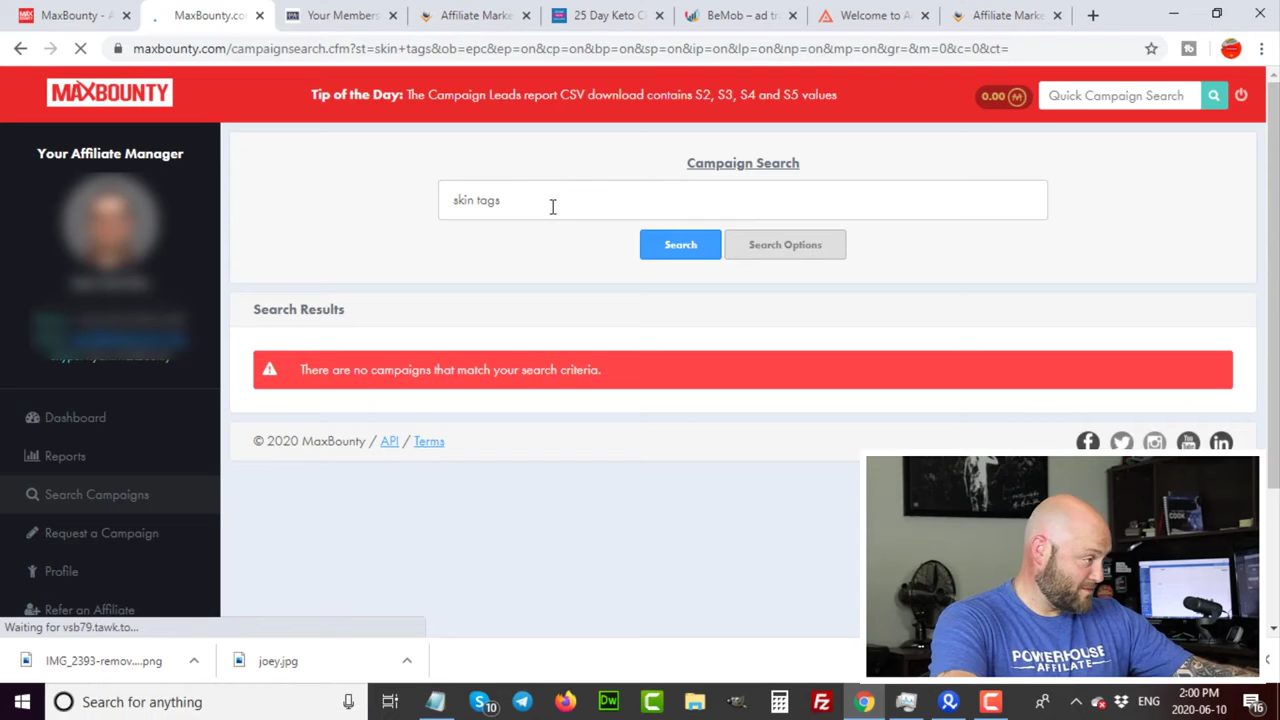 MaxBounty - A
MaxBounty.co
Your Members
Affiliate Marke
25 Day Keto C
BeMob – ad tr
Welcome to A
Affiliate Marke
maxbounty.com/campaignsearch.cfm?st=skin+tags&ob=epc&ep=on&cp=on&bp=on&sp=on&ip=on&lp=on&np=on&mp=on&gr=&m=0&c=0&ct=
MAXBOUNTY
Tip of the Day: The Campaign Leads report CSV download contains S2, S3, S4 and S5 values
0.00
Quick Campaign Search
Your Affiliate Manager
Campaign Search
skin tags
Search
Search Options
Search Results
There are no campaigns that match your search criteria.
© 2020 MaxBounty / API / Terms
Dashboard
Reports
Search Campaigns
Request a Campaign
Profile
Refer an Affiliate
Waiting for vsb79.tawk.to...
COOK
POWERHOUSE
AFFILIATE
IMG_2393-remov....png
joey.jpg
Search for anything
10
Dw
ENG
2:00 PM
2020-06-10
16